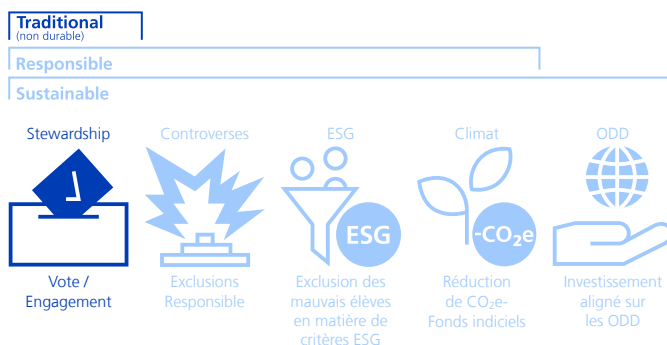 Traditional
(non durable)
Responsible
Sustainable
Stewardship
Controverses
ESG
Climat
ODD
ESG
-CO₂e
Vote /
Engagement
Exclusions
Responsible
Exclusion des
mauvais élèves
en matière de
critères ESG
Réduction
de CO₂e-
Fonds indiciels
Investissement
aligné sur
les ODD